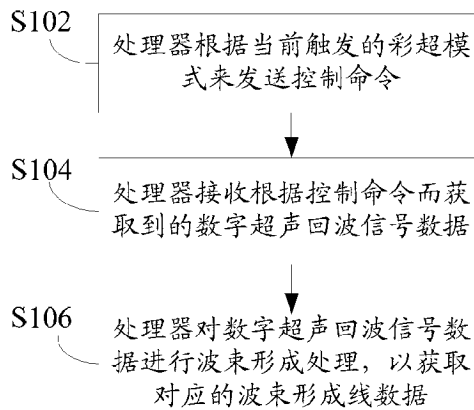 S102
处理器根据当前触发的彩超模
式来发送控制命令
S104
处理器接收根据控制命令而获
取到的数字超声回波信号数据
S106
处理器对数字超声回波信号数
据进行波束形成处理，以获取
对应的波束形成线数据